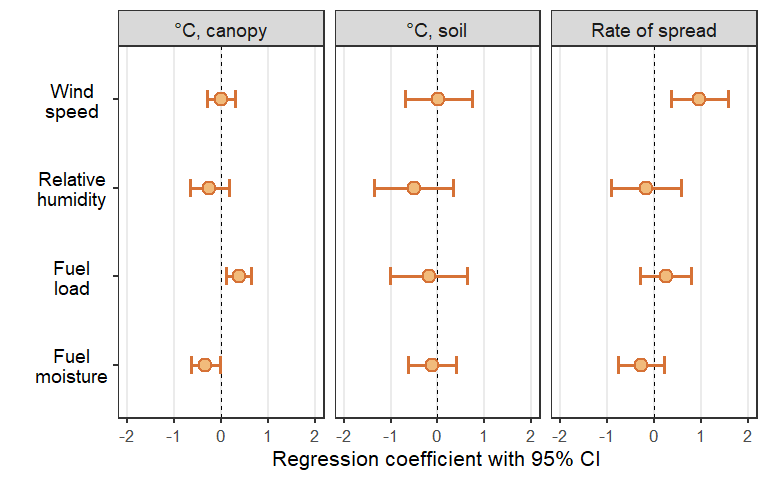 °C, canopy
°C, soil
Rate of spread
Wind
speed
Relative
humidity
Fuel
load
Fuel
moisture
-2 -1 0 1 2
-2 -1 0 1 2
-2 -1 0 1 2
Regression coefficient with 95% CI